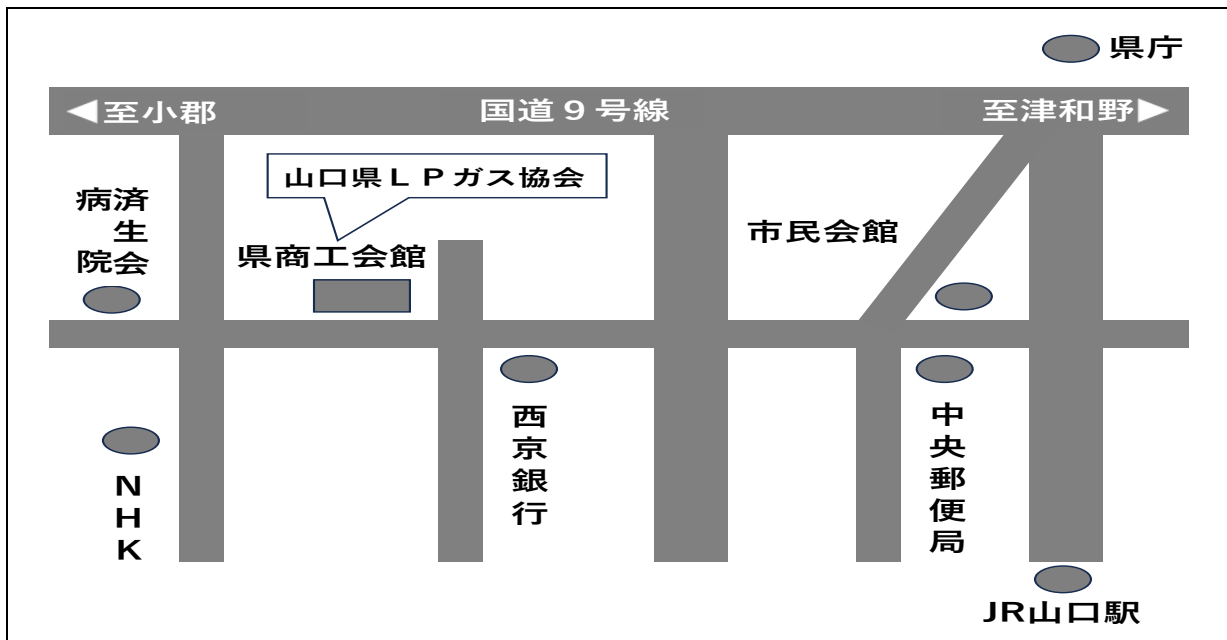 県庁
◀至小郡
国道９号線
至津和野▶
山口県ＬＰガス協会
済生会
病院
県商工会館
市民会館
西京銀行
中央郵便局
ＮＨＫ
JR山口駅